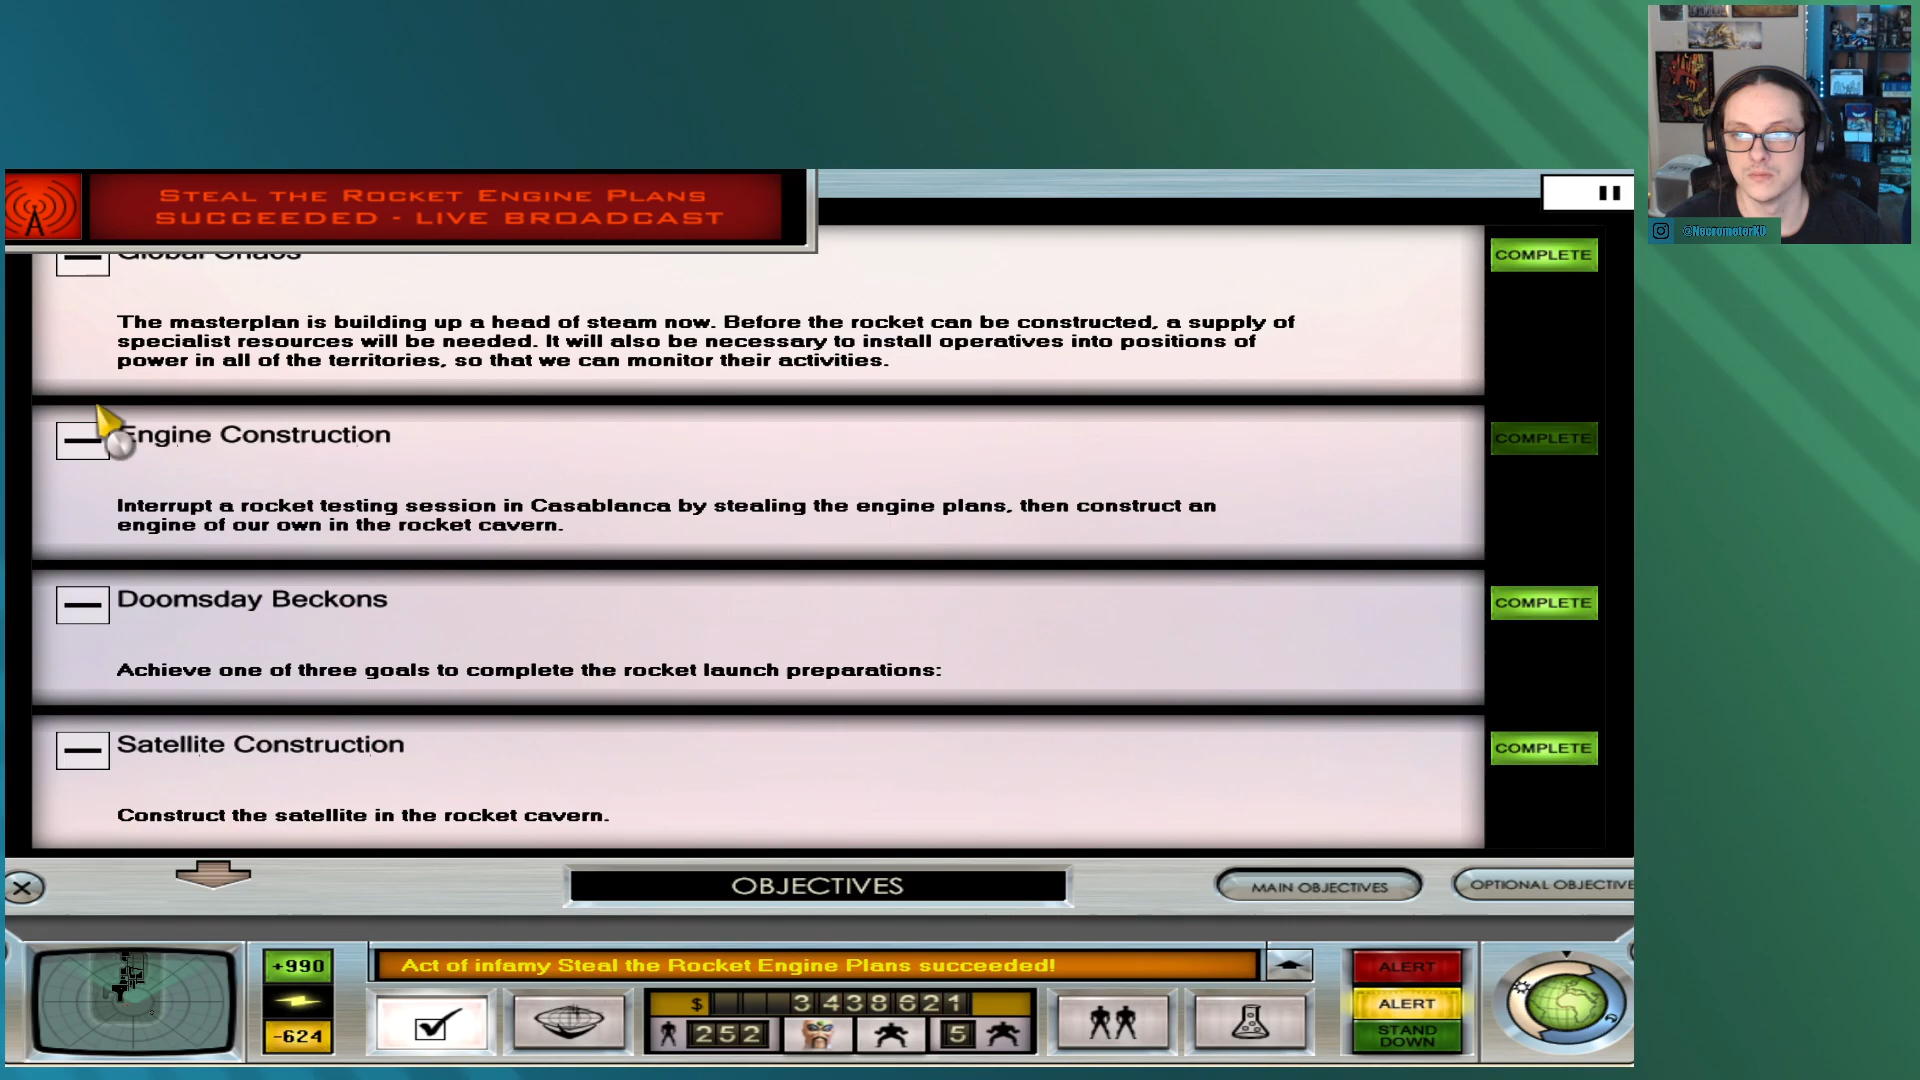 Steal the Rocket Engine Plans
succeeded - LIVE BROADCAST
@NecrometerXD
Global Chaos
COMPLETE
The masterplan is building up a head of steam now. Before the rocket can be constructed, a supply of
specialist resources will be needed. It will also be necessary to install operatives into positions of
power in all of the territories, so that we can monitor their activities.
Engine Construction
COMPLETE
Interrupt a rocket testing session in Casablanca by stealing the engine plans, then construct an
engine of our own in the rocket cavern.
Doomsday Beckons
COMPLETE
Achieve one of three goals to complete the rocket launch preparations:
Satellite Construction
COMPLETE
Construct the satellite in the rocket cavern.
OBJECTIVES
MAIN OBJECTIVES
OPTIONAL OBJECTIVE
+990
-624
Act of infamy Steal the Rocket Engine Plans succeeded!
$ 3438621
252
5
ALERT
ALERT
STAND
DOWN